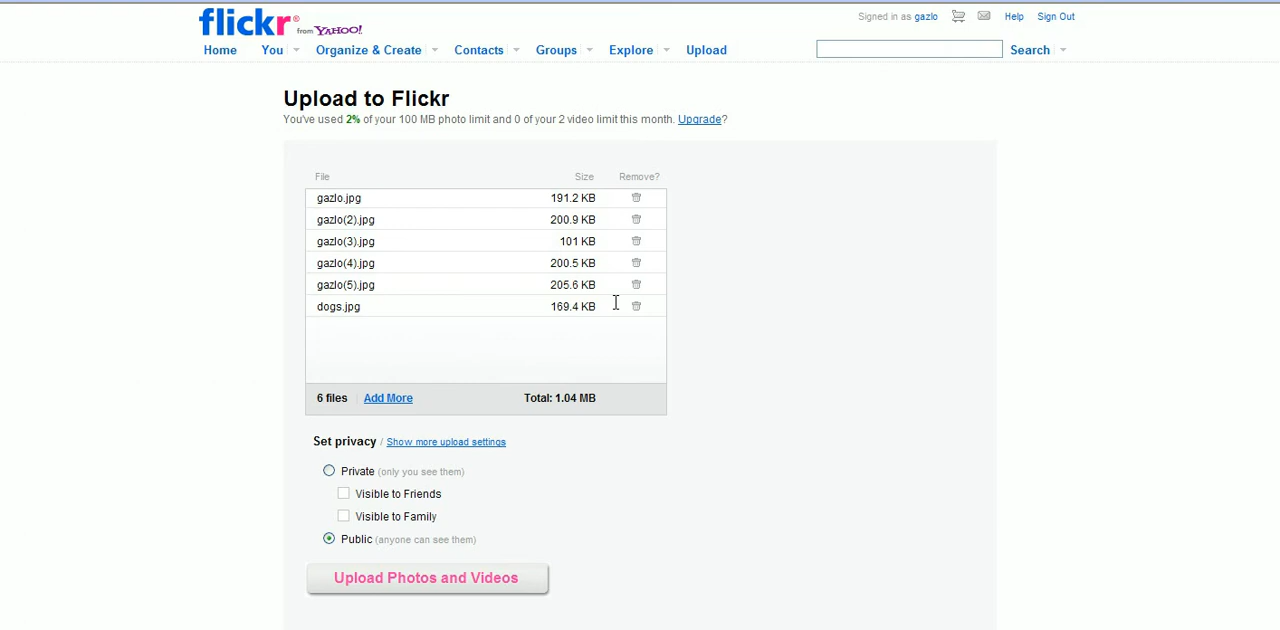 flickr® from YAHOO!
Signed in as gazlo Help Sign Out
Home You Organize & Create Contacts Groups Explore Upload Search
Upload to Flickr
You've used 2% of your 100 MB photo limit and 0 of your 2 video limit this month. Upgrade?
File Size Remove?
gazlo.jpg 191.2 KB
gazlo(2).jpg 200.9 KB
gazlo(3).jpg 101 KB
gazlo(4).jpg 200.5 KB
gazlo(5).jpg 205.6 KB
dogs.jpg 169.4 KB
6 files Add More Total: 1.04 MB
Set privacy / Show more upload settings
Private (only you see them)
Visible to Friends
Visible to Family
Public (anyone can see them)
Upload Photos and Videos